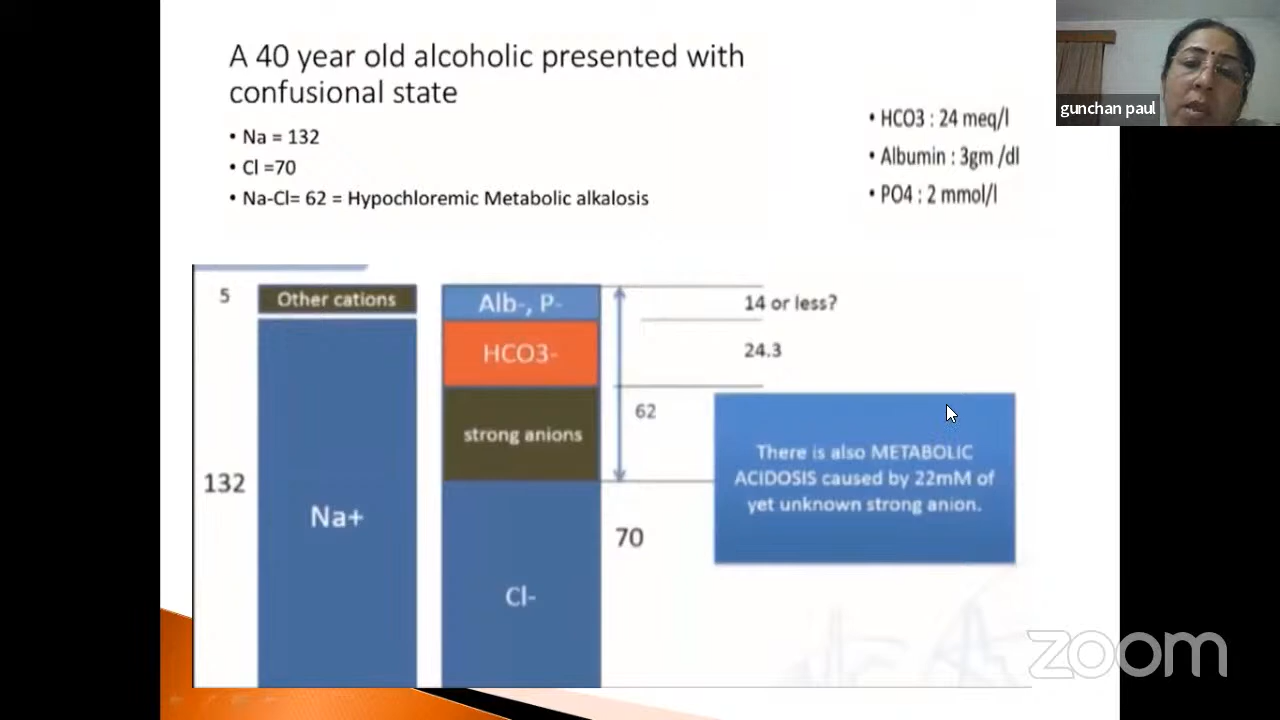 A 40 year old alcoholic presented with
confusional state
• Na = 132
• Cl =70
• Na-Cl= 62 = Hypochloremic Metabolic alkalosis
• HCO3 : 24 meq/l
• Albumin : 3gm /dl
• PO4 : 2 mmol/l
gunchan paul
5
Other cations
132
Na+
Alb-, P-
HCO3-
strong anions
Cl-
62
70
14 or less?
24.3
There is also METABOLIC
ACIDOSIS caused by 22mM of
yet unknown strong anion.
zoom